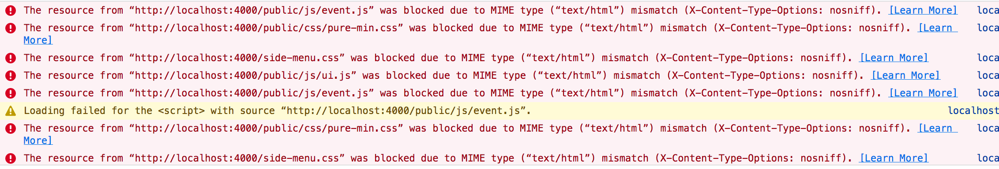 The resource from “http://localhost:4000/public/js/event.js” was blocked due to MIME type (“text/html”) mismatch (X-Content-Type-Options: nosniff). [Learn More] loca
The resource from “http://localhost:4000/public/css/pure-min.css” was blocked due to MIME type (“text/html”) mismatch (X-Content-Type-Options: nosniff). [Learn loca
More]
The resource from “http://localhost:4000/side-menu.css” was blocked due to MIME type (“text/html”) mismatch (X-Content-Type-Options: nosniff). [Learn More] loca
The resource from “http://localhost:4000/public/js/ui.js” was blocked due to MIME type (“text/html”) mismatch (X-Content-Type-Options: nosniff). [Learn More] loca
The resource from “http://localhost:4000/public/js/event.js” was blocked due to MIME type (“text/html”) mismatch (X-Content-Type-Options: nosniff). [Learn More] loca
Loading failed for the <script> with source “http://localhost:4000/public/js/event.js”. localhost
The resource from “http://localhost:4000/public/css/pure-min.css” was blocked due to MIME type (“text/html”) mismatch (X-Content-Type-Options: nosniff). [Learn loca
More]
The resource from “http://localhost:4000/side-menu.css” was blocked due to MIME type (“text/html”) mismatch (X-Content-Type-Options: nosniff). [Learn More] loca